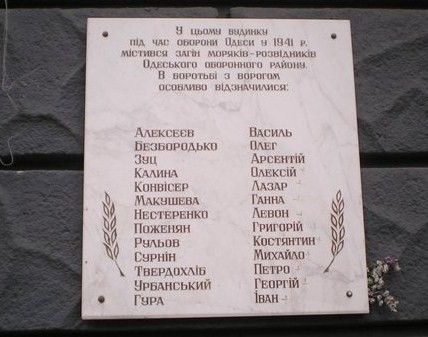 У цьому будинку
під час оборони Одеси у 1941 р.
містився загін моряків-розвідників
Одеського оборонного району.
В боротьбі з ворогом
особливо відзначилися:
Алексеєв Василь
Безбородько Олег
Зуц Арсентій
Калина Олексій
Конвісер Лазар
Макушева Ганна
Нестеренко Левон
Поженян Григорій
Рульов Костянтин
Сурнін Михайло
Твердохліб Петро
Урбанський Георгій
Гура Іван